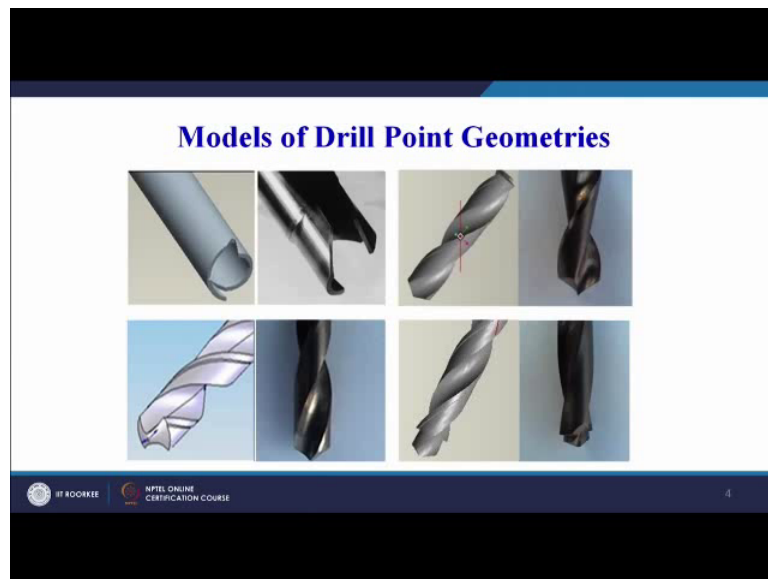 Models of Drill Point Geometries
IIT ROORKEE
NPTEL ONLINE
CERTIFICATION COURSE
4